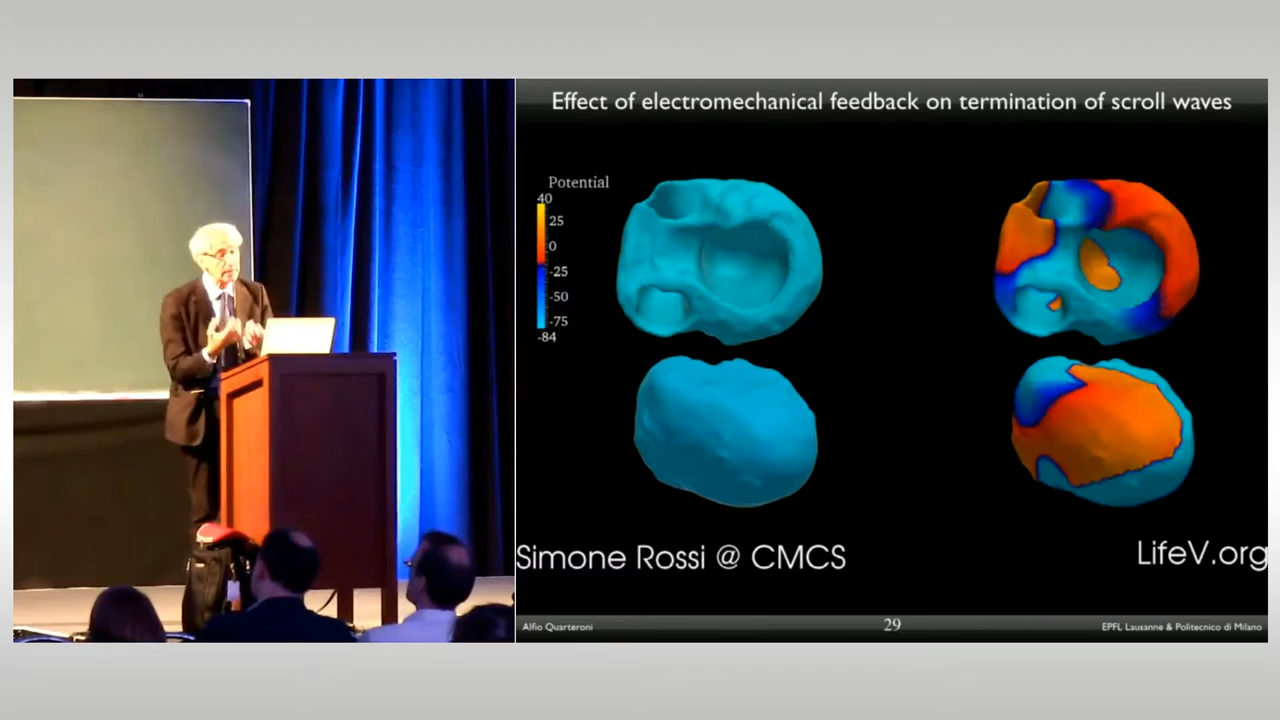 Effect of electromechanical feedback on termination of scroll waves
Potential
40
25
0
-25
-50
-75
-84
Simone Rossi @ CMCS
LifeV.org
Alfio Quarteroni
29
EPFL Lausanne & Politecnico di Milano